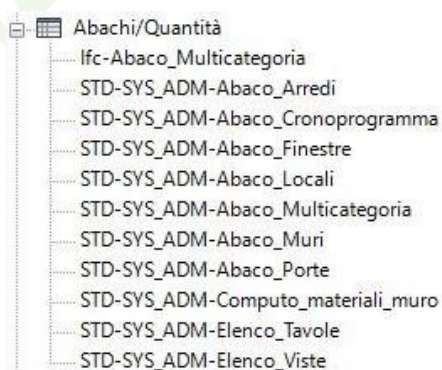 Abachi/Quantità
Ifc-Abaco_Multicategoria
STD-SYS_ADM-Abaco_Arredi
STD-SYS_ADM-Abaco_Cronoprogramma
STD-SYS_ADM-Abaco_Finestre
STD-SYS_ADM-Abaco_Locali
STD-SYS_ADM-Abaco_Multicategoria
STD-SYS_ADM-Abaco_Muri
STD-SYS_ADM-Abaco_Porte
STD-SYS_ADM-Computo_materiali_muro
STD-SYS_ADM-Elenco_Tavole
STD-SYS_ADM-Elenco_Viste